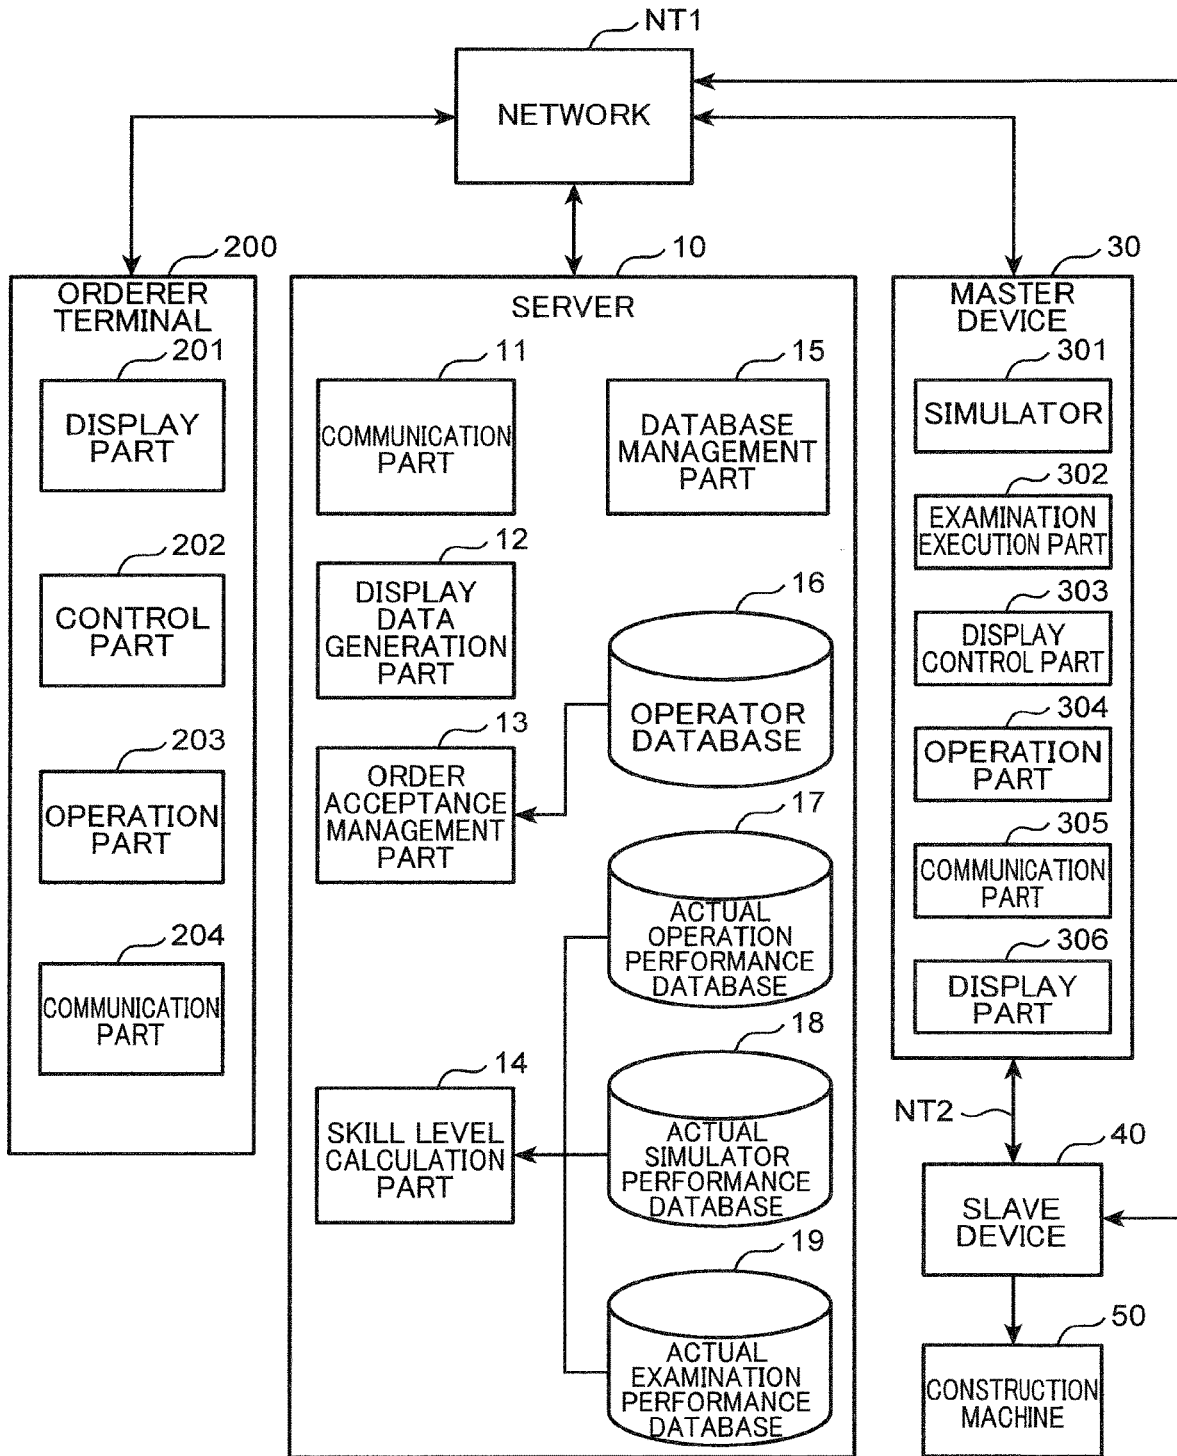 NT1
NETWORK
200
ORDERER
TERMINAL
201
DISPLAY
PART
202
CONTROL
PART
203
OPERATION
PART
204
COMMUNICATION
PART
10
SERVER
11
COMMUNICATION
PART
12
DISPLAY
DATA
GENERATION
PART
13
ORDER
ACCEPTANCE
MANAGEMENT
PART
14
SKILL LEVEL
CALCULATION
PART
15
DATABASE
MANAGEMENT
PART
16
OPERATOR
DATABASE
17
ACTUAL
OPERATION
PERFORMANCE
DATABASE
18
ACTUAL
SIMULATOR
PERFORMANCE
DATABASE
19
ACTUAL
EXAMINATION
PERFORMANCE
DATABASE
30
MASTER
DEVICE
301
SIMULATOR
302
EXAMINATION
EXECUTION PART
303
DISPLAY
CONTROL PART
304
OPERATION
PART
305
COMMUNICATION
PART
306
DISPLAY
PART
NT2
40
SLAVE
DEVICE
50
CONSTRUCTION
MACHINE